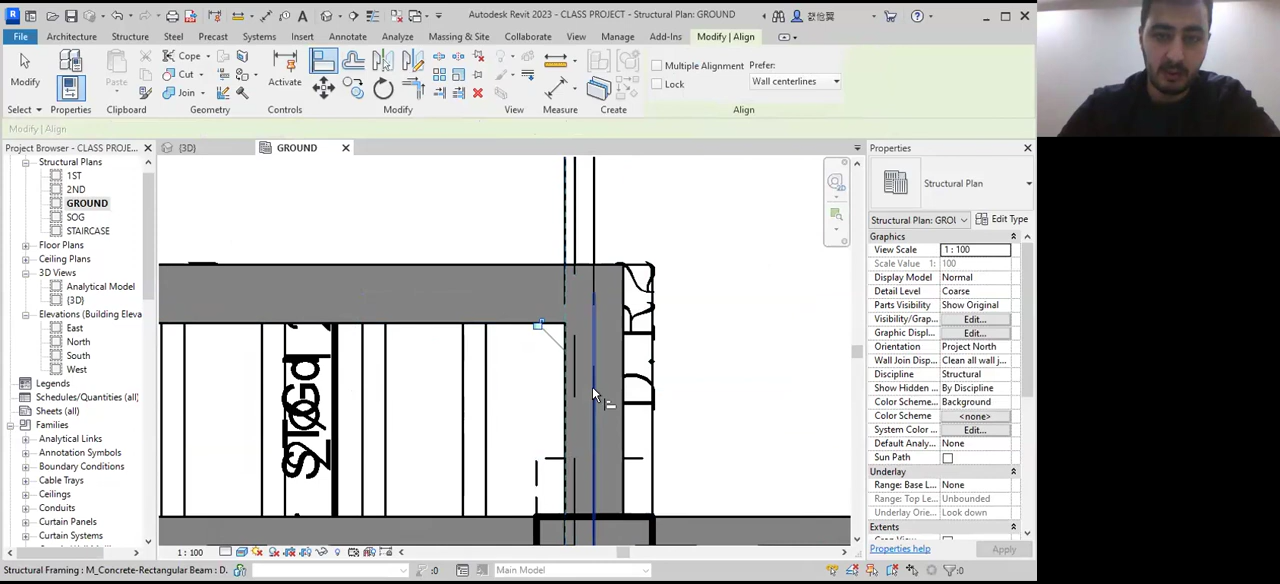 Autodesk Revit 2023 - CLASS PROJECT - Structural Plan: GROUND
File Architecture Structure Steel Precast Systems Insert Annotate Analyze Massing & Site Collaborate View Manage Add-Ins Modify | Align
Modify
Select
Properties
Paste
Clipboard
Cope
Cut
Join
Geometry
Activate
Controls
Modify
View
Measure
Create
Multiple Alignment
Lock
Prefer:
Wall centerlines
Align
Modify | Align
Project Browser - CLASS PROJE...
Structural Plans
1ST
2ND
GROUND
SOG
STAIRCASE
Floor Plans
Ceiling Plans
3D Views
Analytical Model
{3D}
Elevations (Building Eleva
East
North
South
West
Legends
Schedules/Quantities (all)
Sheets (all)
Families
Analytical Links
Annotation Symbols
Boundary Conditions
Cable Trays
Ceilings
Conduits
Curtain Panels
Curtain Systems
{3D}
GROUND
1 : 100
Properties
Structural Plan
Structural Plan: GROU
Edit Type
Graphics
View Scale 1 : 100
Scale Value 1: 100
Display Model Normal
Detail Level Coarse
Parts Visibility Show Original
Visibility/Grap... Edit...
Graphic Displ... Edit...
Orientation Project North
Wall Join Disp... Clean all wall j...
Discipline Structural
Show Hidden ... By Discipline
Color Scheme... Background
Color Scheme <none>
System Color ... Edit...
Default Analy... None
Sun Path
Underlay
Range: Base L... None
Range: Top Le... Unbounded
Underlay Orie... Look down
Extents
Properties help
Apply
Structural Framing : M_Concrete-Rectangular Beam : D.
:0
Main Model
:0